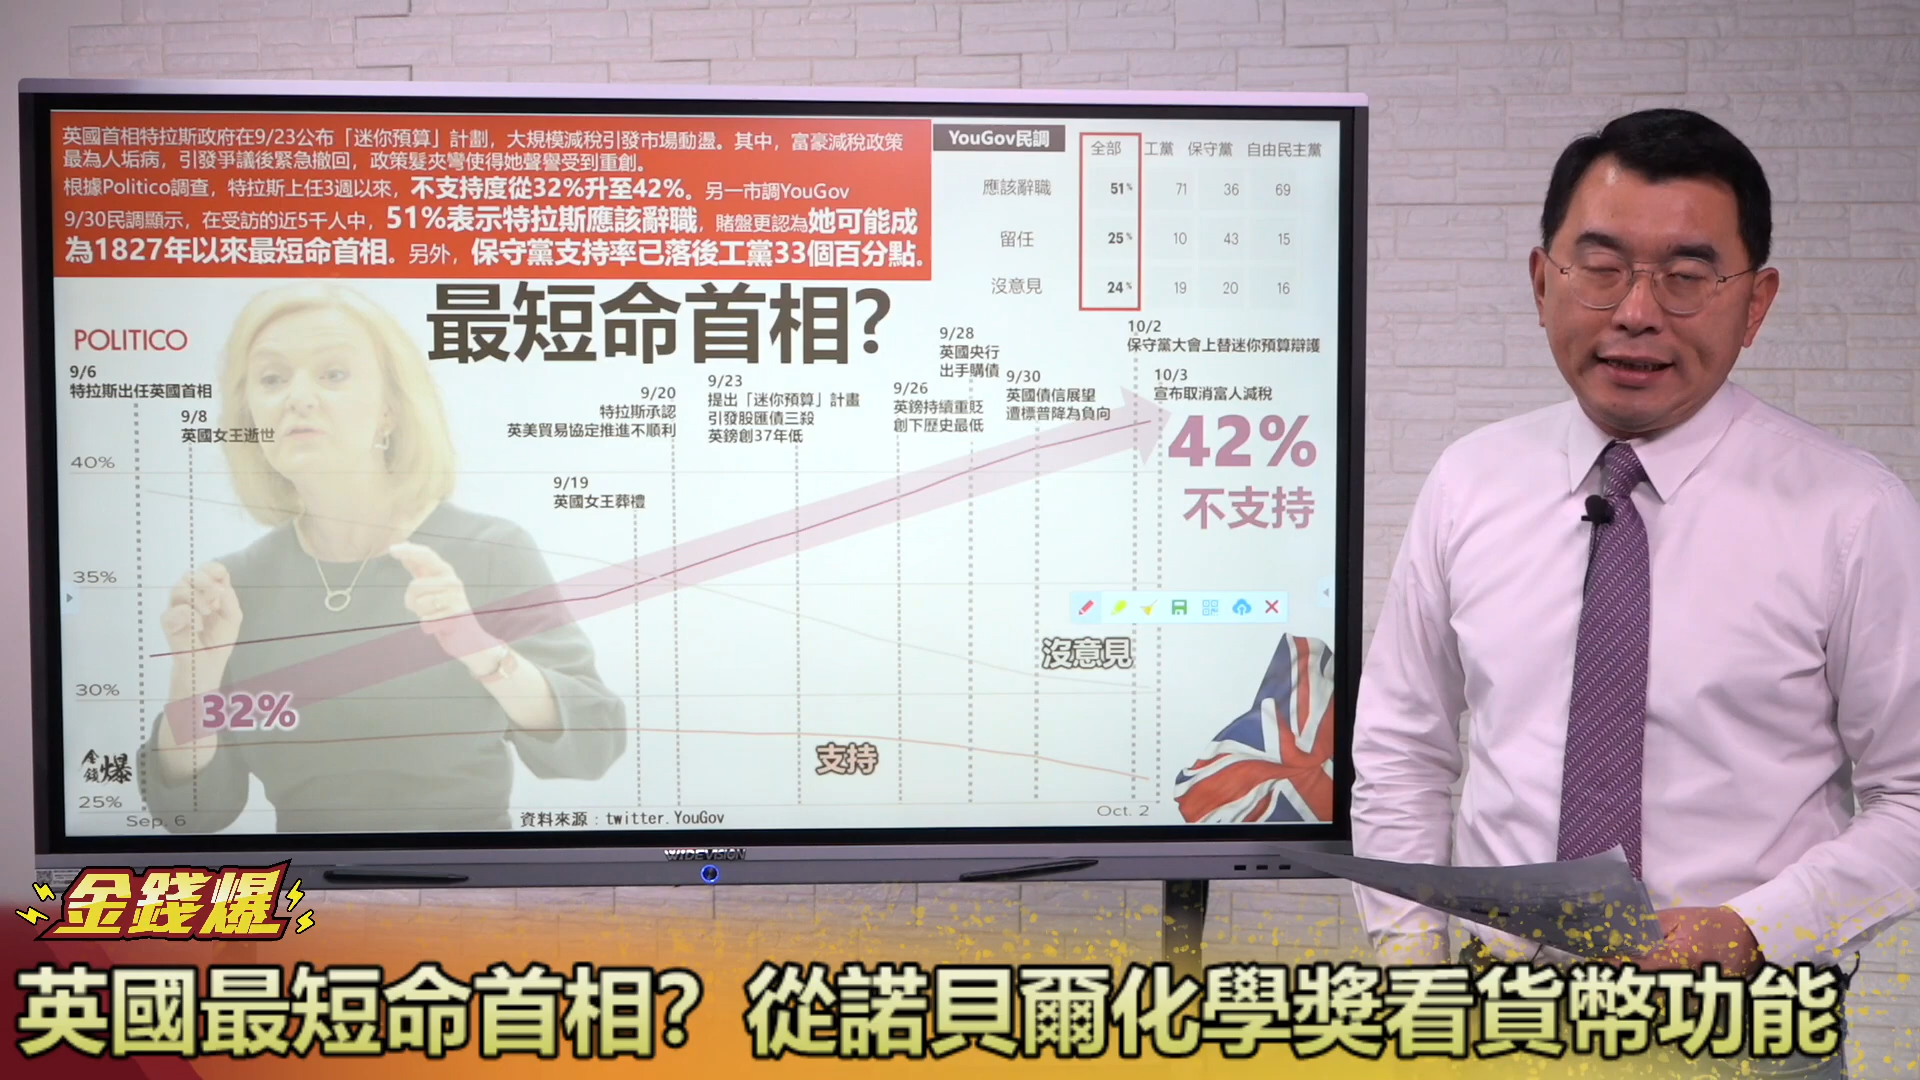 英國首相特拉斯政府在9/23公布「迷你預算」計劃，大規模減稅引發市場動盪。其中，富豪減稅政策
最為人垢病，引發爭議後緊急撤回，政策髮夾彎使得她聲譽受到重創。
根據Politico調查，特拉斯上任3週以來，不支持度從32%升至42%。另一市調YouGov
9/30民調顯示，在受訪的近5千人中，51%表示特拉斯應該辭職，賭盤更認為她可能成
為1827年以來最短命首相。另外，保守黨支持率已落後工黨33個百分點。
YouGov民調
全部 工黨 保守黨 自由民主黨
應該辭職 51% 71 36 69
留任 25% 10 43 15
沒意見 24% 19 20 16
最短命首相?
POLITICO
9/6
特拉斯出任英國首相
9/8
英國女王逝世
9/19
英國女王葬禮
9/20
特拉斯承認
英美貿易協定推進不順利
9/23
提出「迷你預算」計畫
引發股匯債三殺
英鎊創37年低
9/26
英鎊持續重貶
創下歷史最低
9/28
英國央行
出手購債
9/30
英國債信展望
遭標普降為負向
10/2
保守黨大會上替迷你預算辯護
10/3
宣布取消富人減稅
42%
不支持
40%
35%
30%
25%
32%
沒意見
支持
金錢爆
Sep. 6
Oct. 2
資料來源：twitter.YouGov
WIDEVISION
金錢爆
英國最短命首相? 從諾貝爾化學獎看貨幣功能